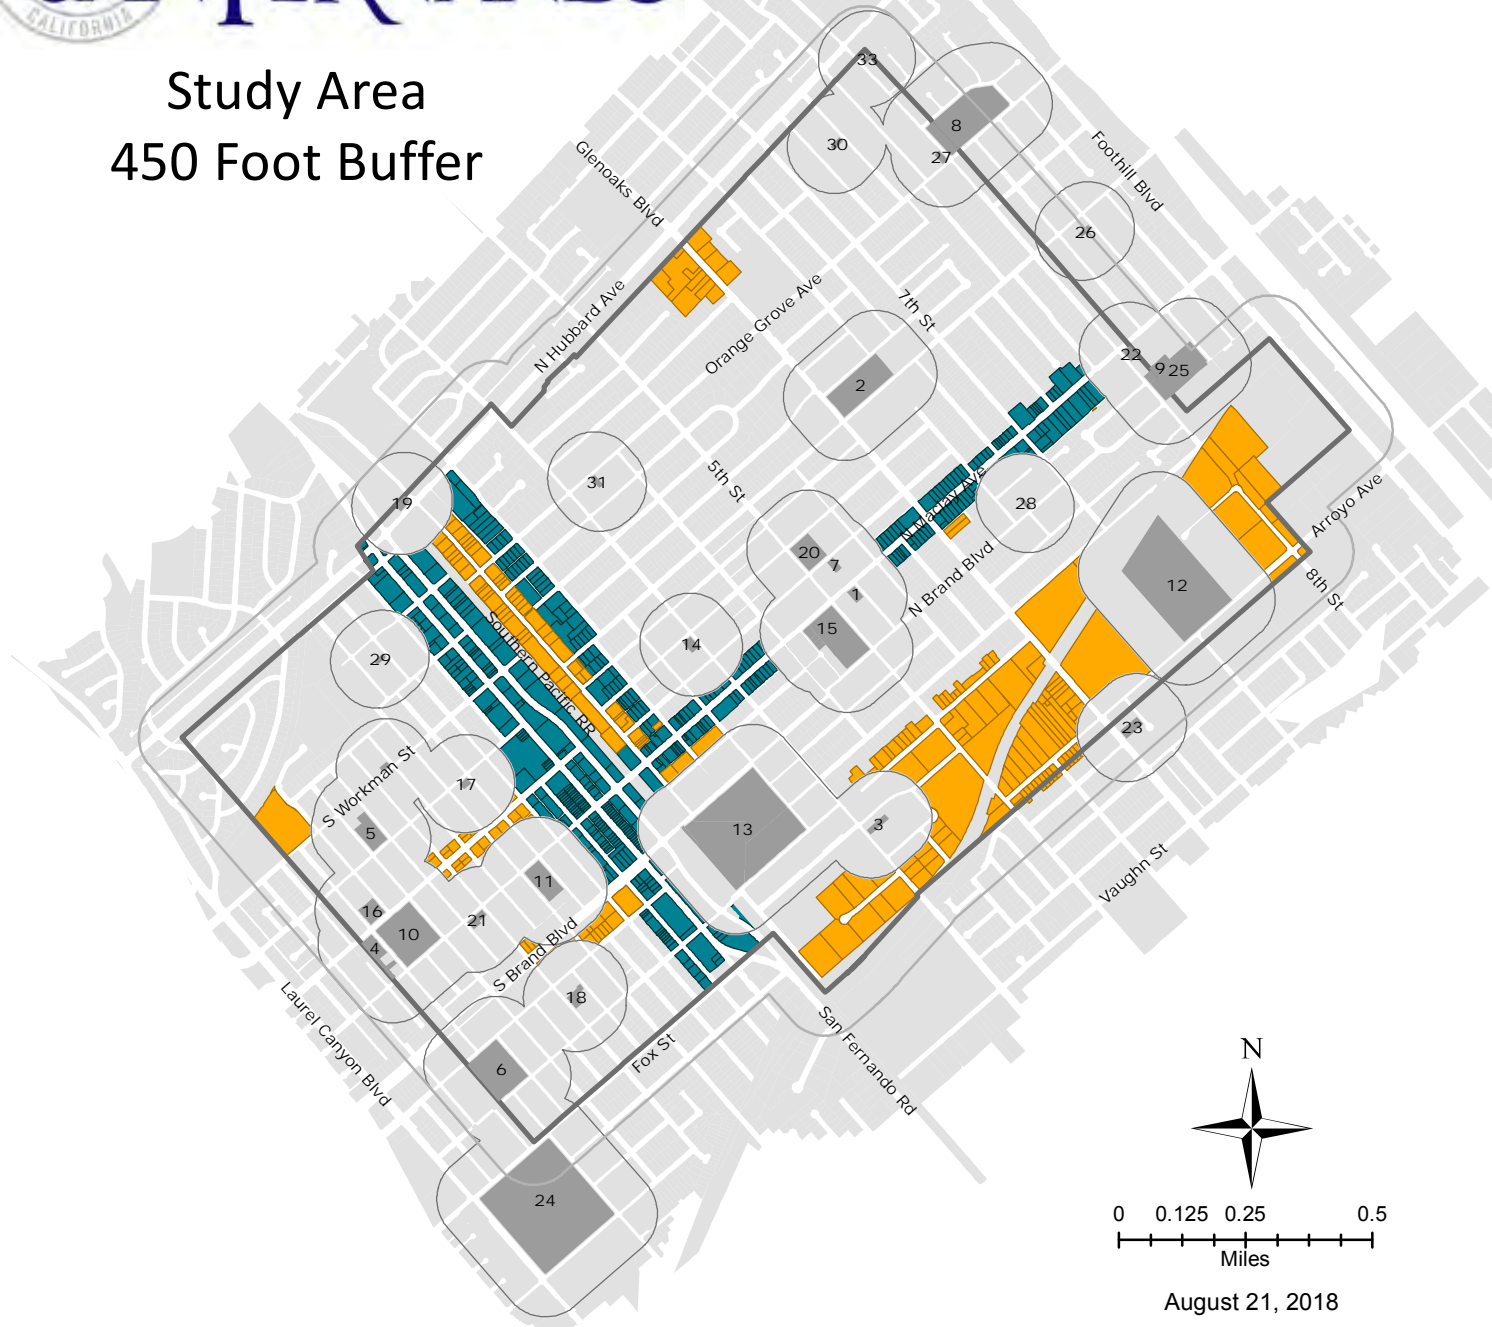 CALIFORNIA
Study Area
450 Foot Buffer
33
8
30
27
Foothill Blvd
Glenoaks Blvd
26
N Hubbard Ave
Orange Grove Ave
7th St
22
9
25
2
5th St
31
19
N Maclay Ave
28
Arroyo Ave
20
7
1
N Brand Blvd
12
8th St
15
14
Southern Pacific RR
29
23
S Workman St
17
13
3
5
11
Vaughn St
16
21
10
4
S Brand Blvd
18
Laurel Canyon Blvd
Fox St
San Fernando Rd
6
24
N
0 0.125 0.25 0.5
Miles
August 21, 2018